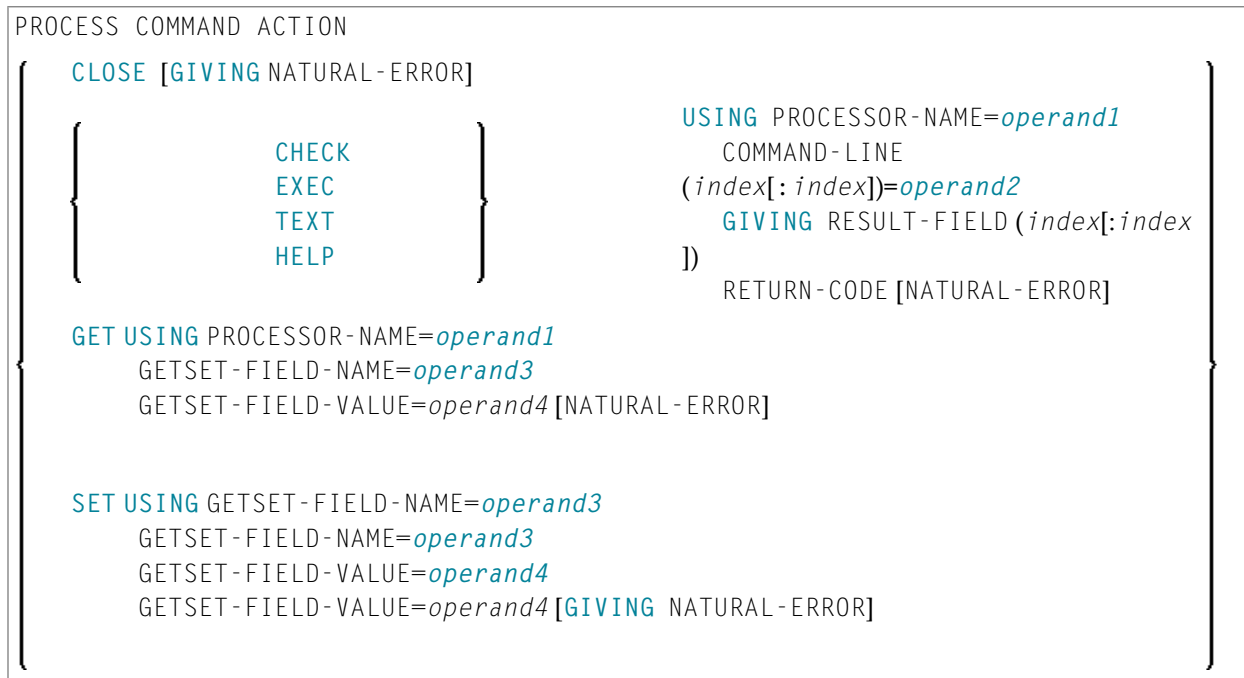 PROCESS COMMAND ACTION
CLOSE [GIVING NATURAL-ERROR]
CHECK
EXEC
TEXT
HELP
USING PROCESSOR-NAME=operand1
COMMAND-LINE
(index[:index])=operand2
GIVING RESULT-FIELD (index[:index
])
RETURN-CODE [NATURAL-ERROR]
GET USING PROCESSOR-NAME=operand1
GETSET-FIELD-NAME=operand3
GETSET-FIELD-VALUE=operand4 [NATURAL-ERROR]
SET USING GETSET-FIELD-NAME=operand3
GETSET-FIELD-NAME=operand3
GETSET-FIELD-VALUE=operand4
GETSET-FIELD-VALUE=operand4 [GIVING NATURAL-ERROR]